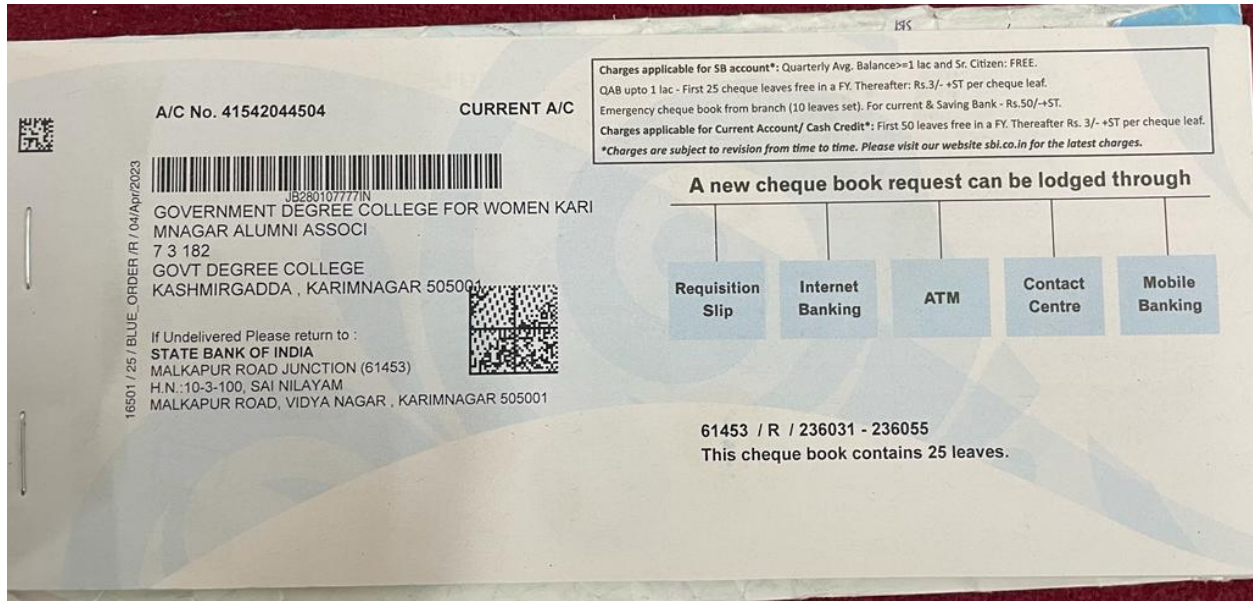 Charges applicable for SB account*: Quarterly Avg. Balance>=1 lac and Sr. Citizen: FREE.
QAB upto 1 lac - First 25 cheque leaves free in a FY. Thereafter: Rs.3/- +ST per cheque leaf.
Emergency cheque book from branch (10 leaves set). For current & Saving Bank - Rs.50/-+ST.
Charges applicable for Current Account/ Cash Credit*: First 50 leaves free in a FY. Thereafter Rs. 3/- +ST per cheque leaf.
*Charges are subject to revision from time to time. Please visit our website sbi.co.in for the latest charges.
A/C No. 41542044504 CURRENT A/C
16501 / 25 / BLUE_ORDER /R / 04/Apr/2023
JB280107777IN
GOVERNMENT DEGREE COLLEGE FOR WOMEN KARI
MNAGAR ALUMNI ASSOCI
7 3 182
GOVT DEGREE COLLEGE
KASHMIRGADDA , KARIMNAGAR 505001
If Undelivered Please return to :
STATE BANK OF INDIA
MALKAPUR ROAD JUNCTION (61453)
H.N.:10-3-100, SAI NILAYAM
MALKAPUR ROAD, VIDYA NAGAR , KARIMNAGAR 505001
A new cheque book request can be lodged through
Requisition Slip
Internet Banking
ATM
Contact Centre
Mobile Banking
61453 / R / 236031 - 236055
This cheque book contains 25 leaves.